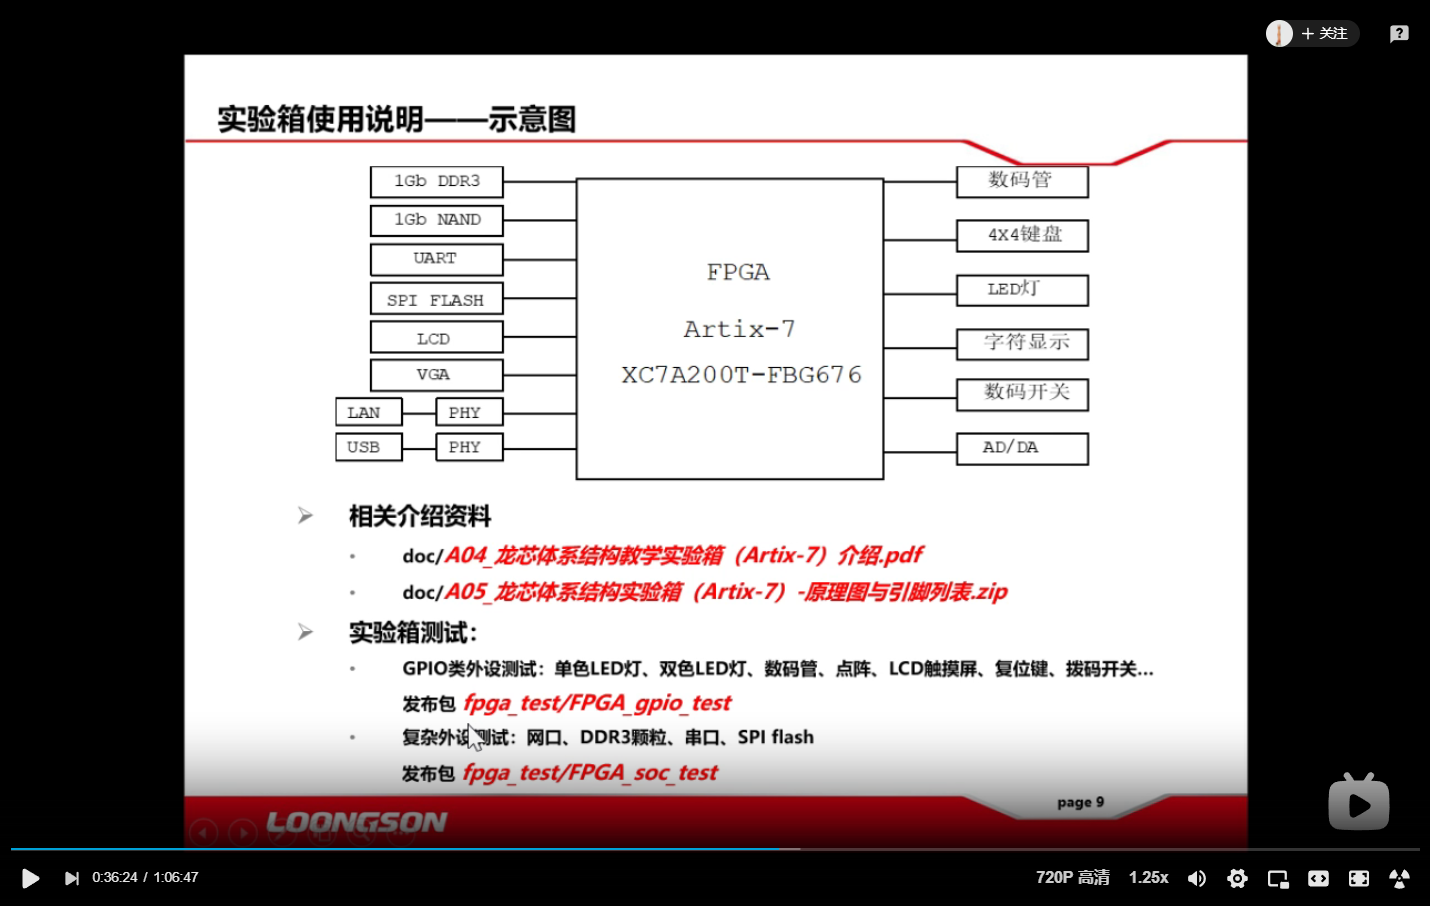 + 关注
实验箱使用说明——示意图
1Gb DDR3
1Gb NAND
UART
SPI FLASH
LCD
VGA
LAN PHY
USB PHY
FPGA
Artix-7
XC7A200T-FBG676
数码管
4X4键盘
LED灯
字符显示
数码开关
AD/DA
相关介绍资料
doc/A04_龙芯体系结构教学实验箱（Artix-7）介绍.pdf
doc/A05_龙芯体系结构实验箱（Artix-7）-原理图与引脚列表.zip
实验箱测试：
GPIO类外设测试：单色LED灯、双色LED灯、数码管、点阵、LCD触摸屏、复位键、拨码开关...
发布包 fpga_test/FPGA_gpio_test
复杂外设测试：网口、DDR3颗粒、串口、SPI flash
发布包 fpga_test/FPGA_soc_test
page 9
LOONGSON
0:36:24 / 1:06:47
720P 高清
1.25x